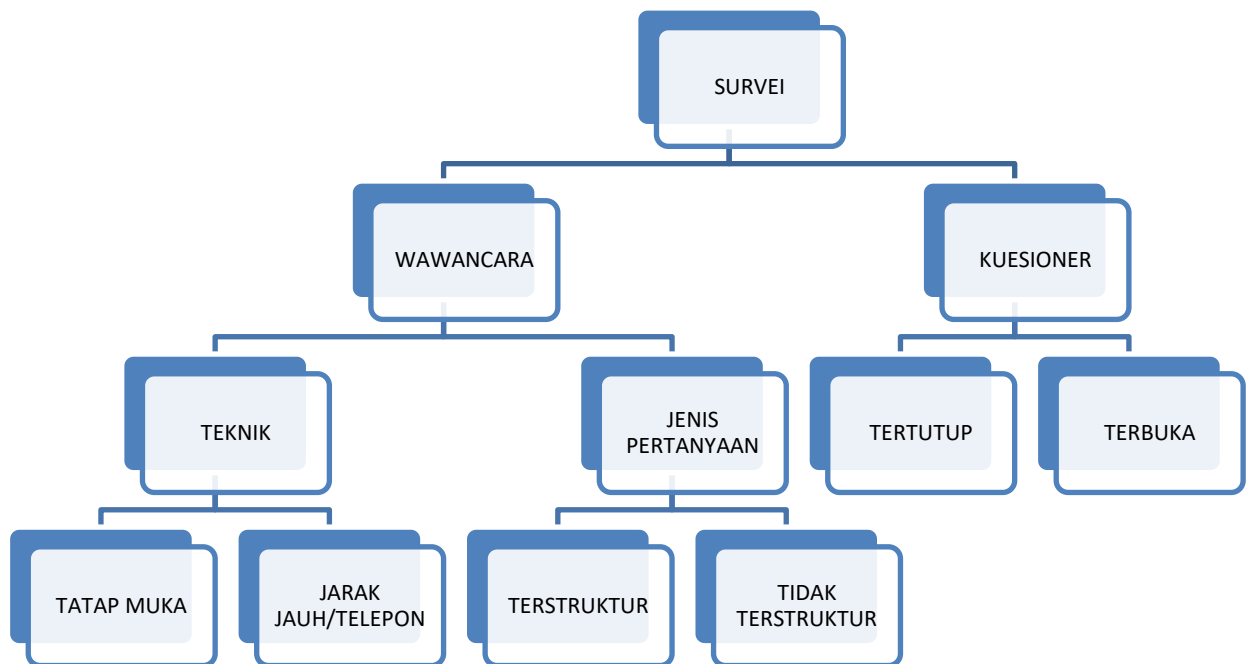 SURVEI
WAWANCARA
KUESIONER
TEKNIK
JENIS
PERTANYAAN
TERTUTUP
TERBUKA
TATAP MUKA
JARAK
JAUH/TELEPON
TERSTRUKTUR
TIDAK
TERSTRUKTUR